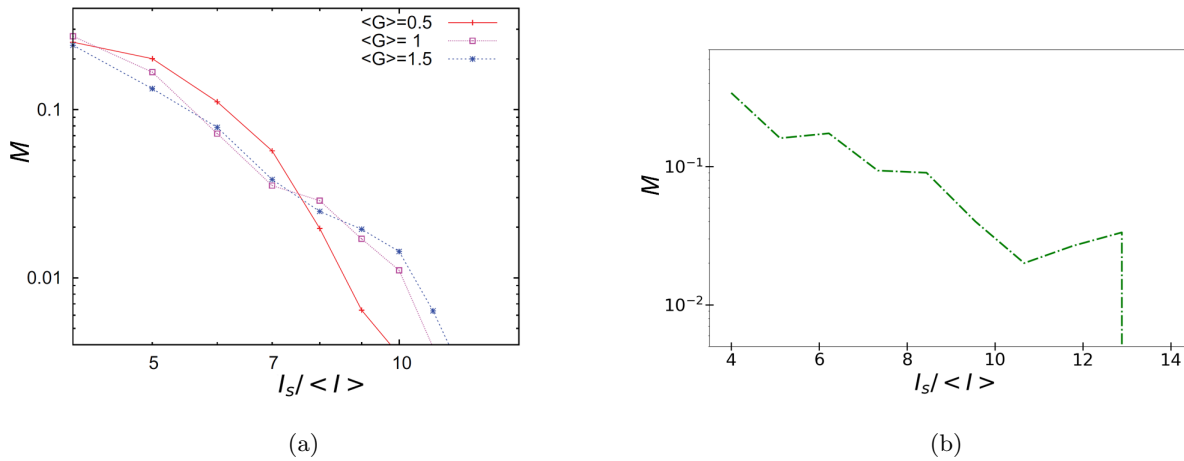 <G>=0.5
<G>= 1
<G>=1.5
0.1
0.01
M
5
7
10
I_s/<I>
(a)
10^{-1}
10^{-2}
M
4
6
8
10
12
14
I_s/<I>
(b)